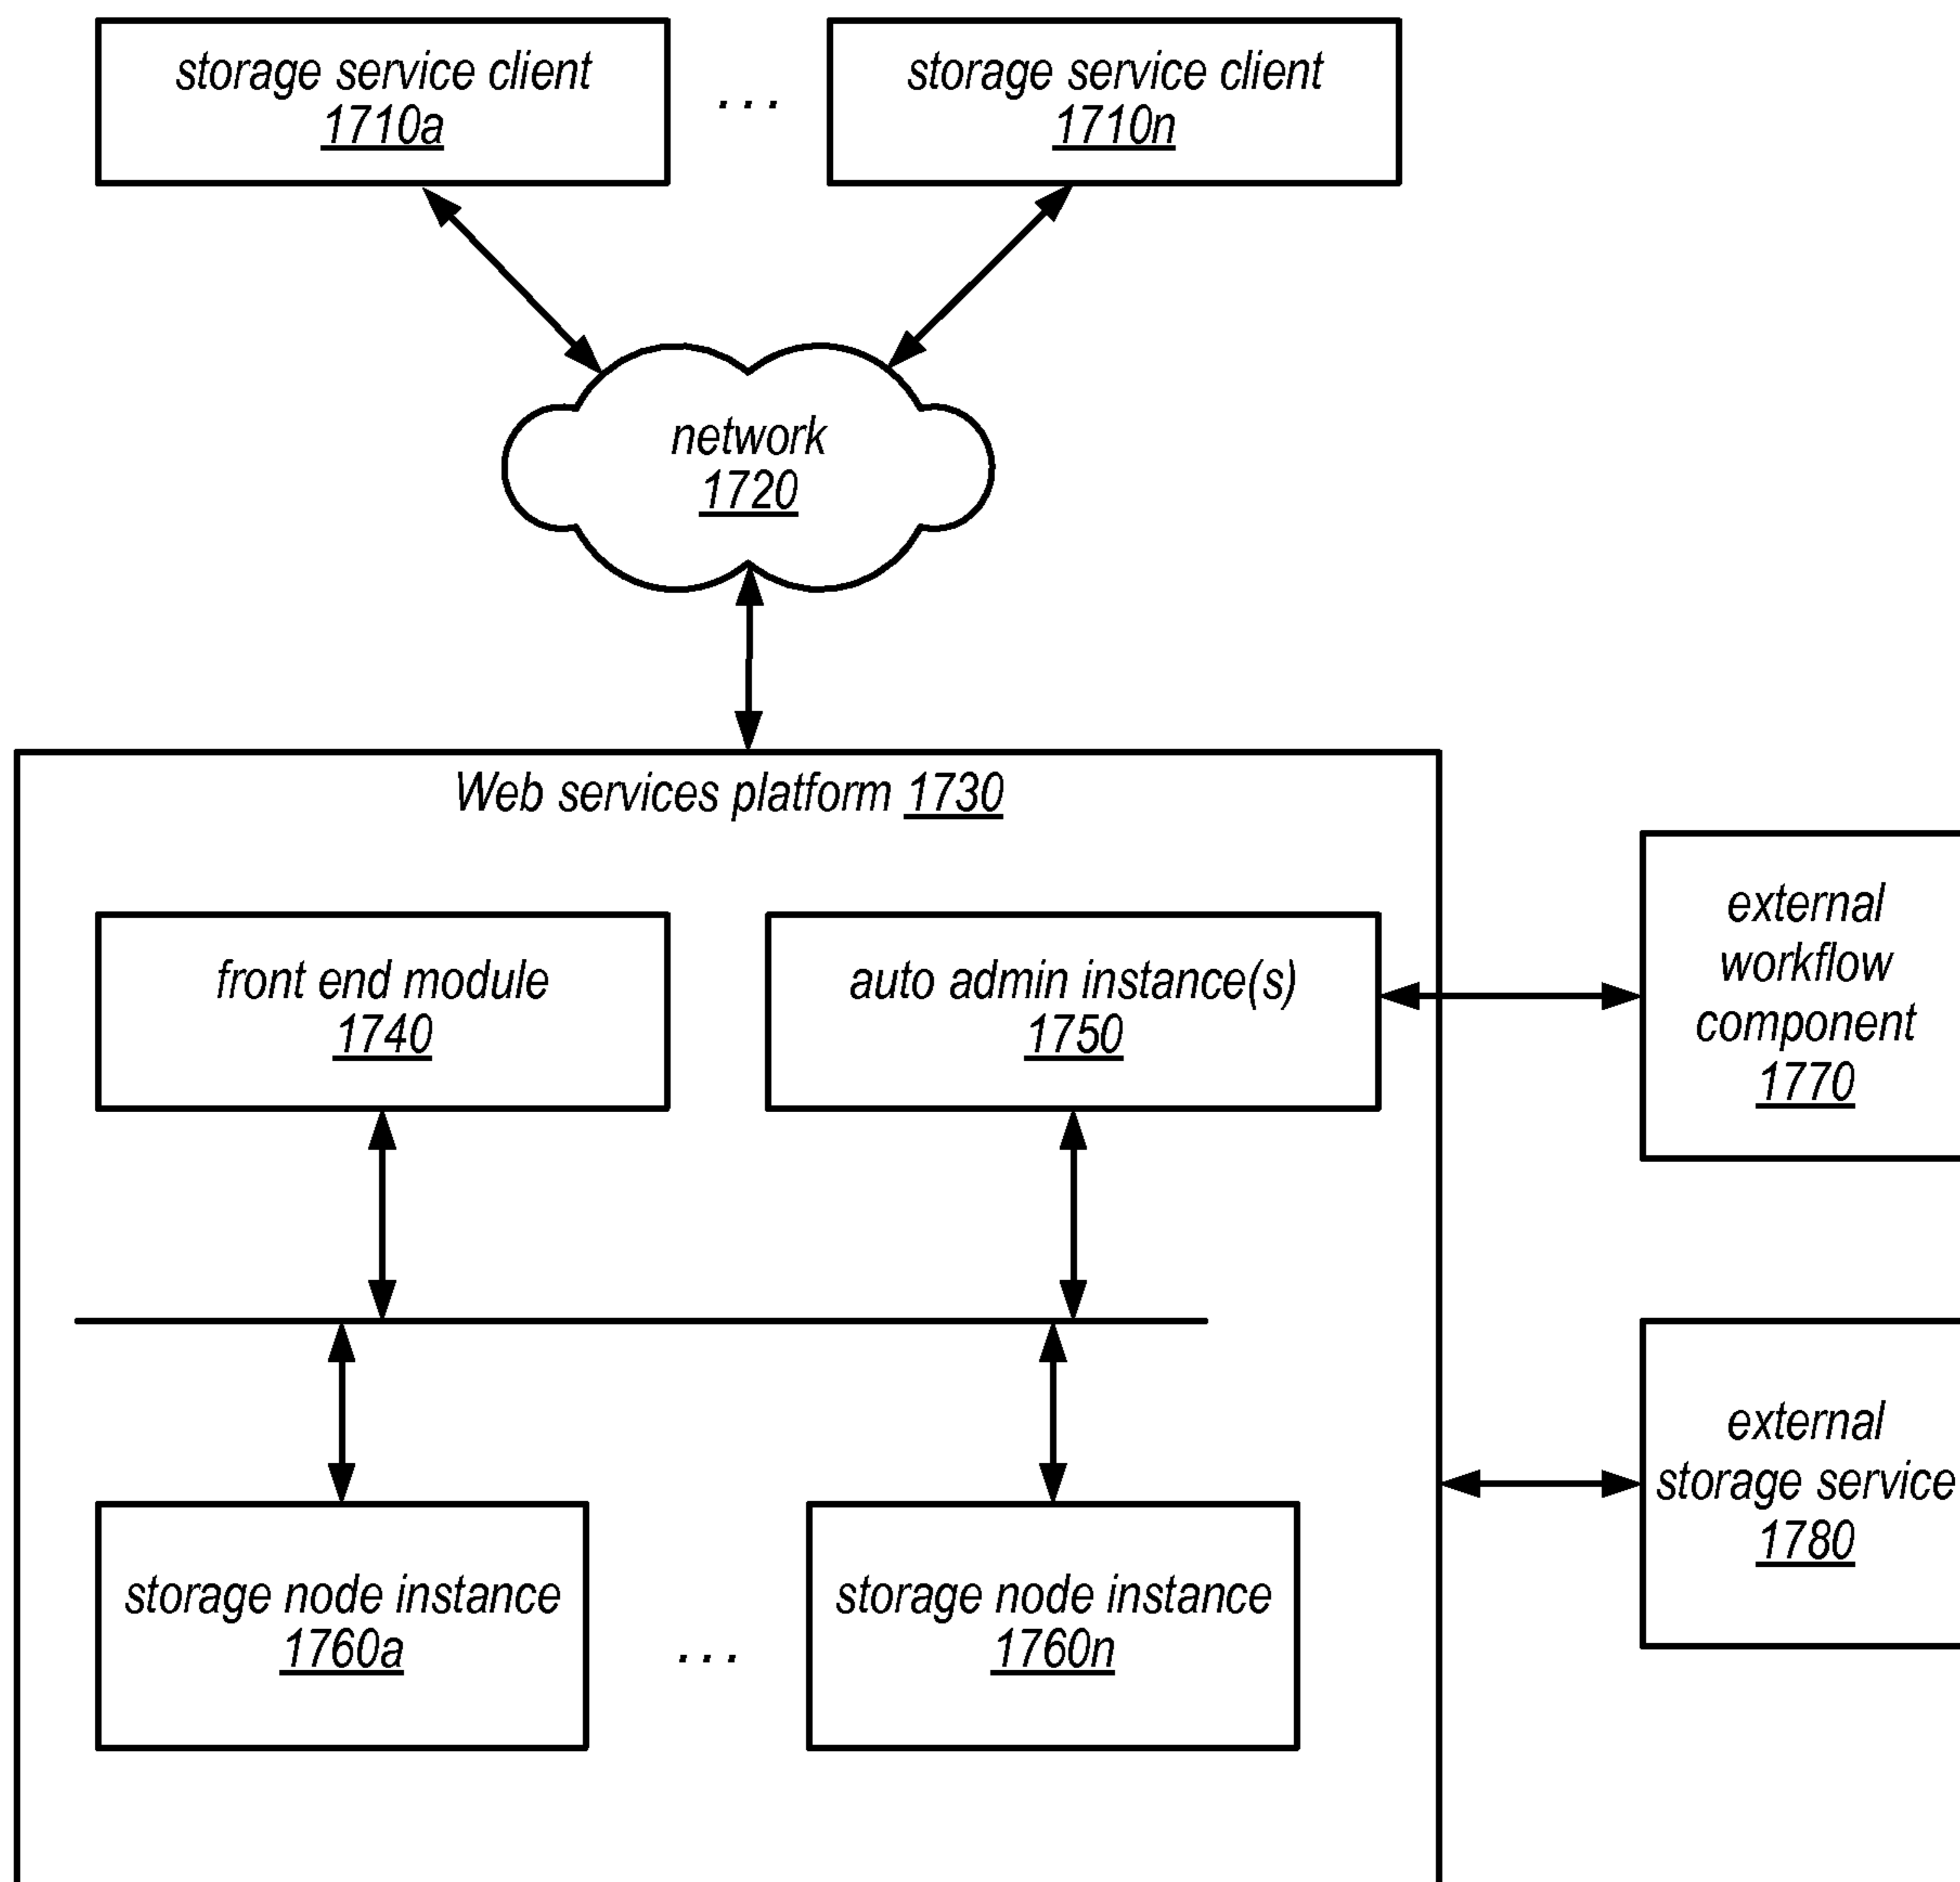 storage service client
1710a
...
storage service client
1710n
network
1720
Web services platform 1730
front end module
1740
auto admin instance(s)
1750
external
workflow
component
1770
external
storage service
1780
storage node instance
1760a
...
storage node instance
1760n